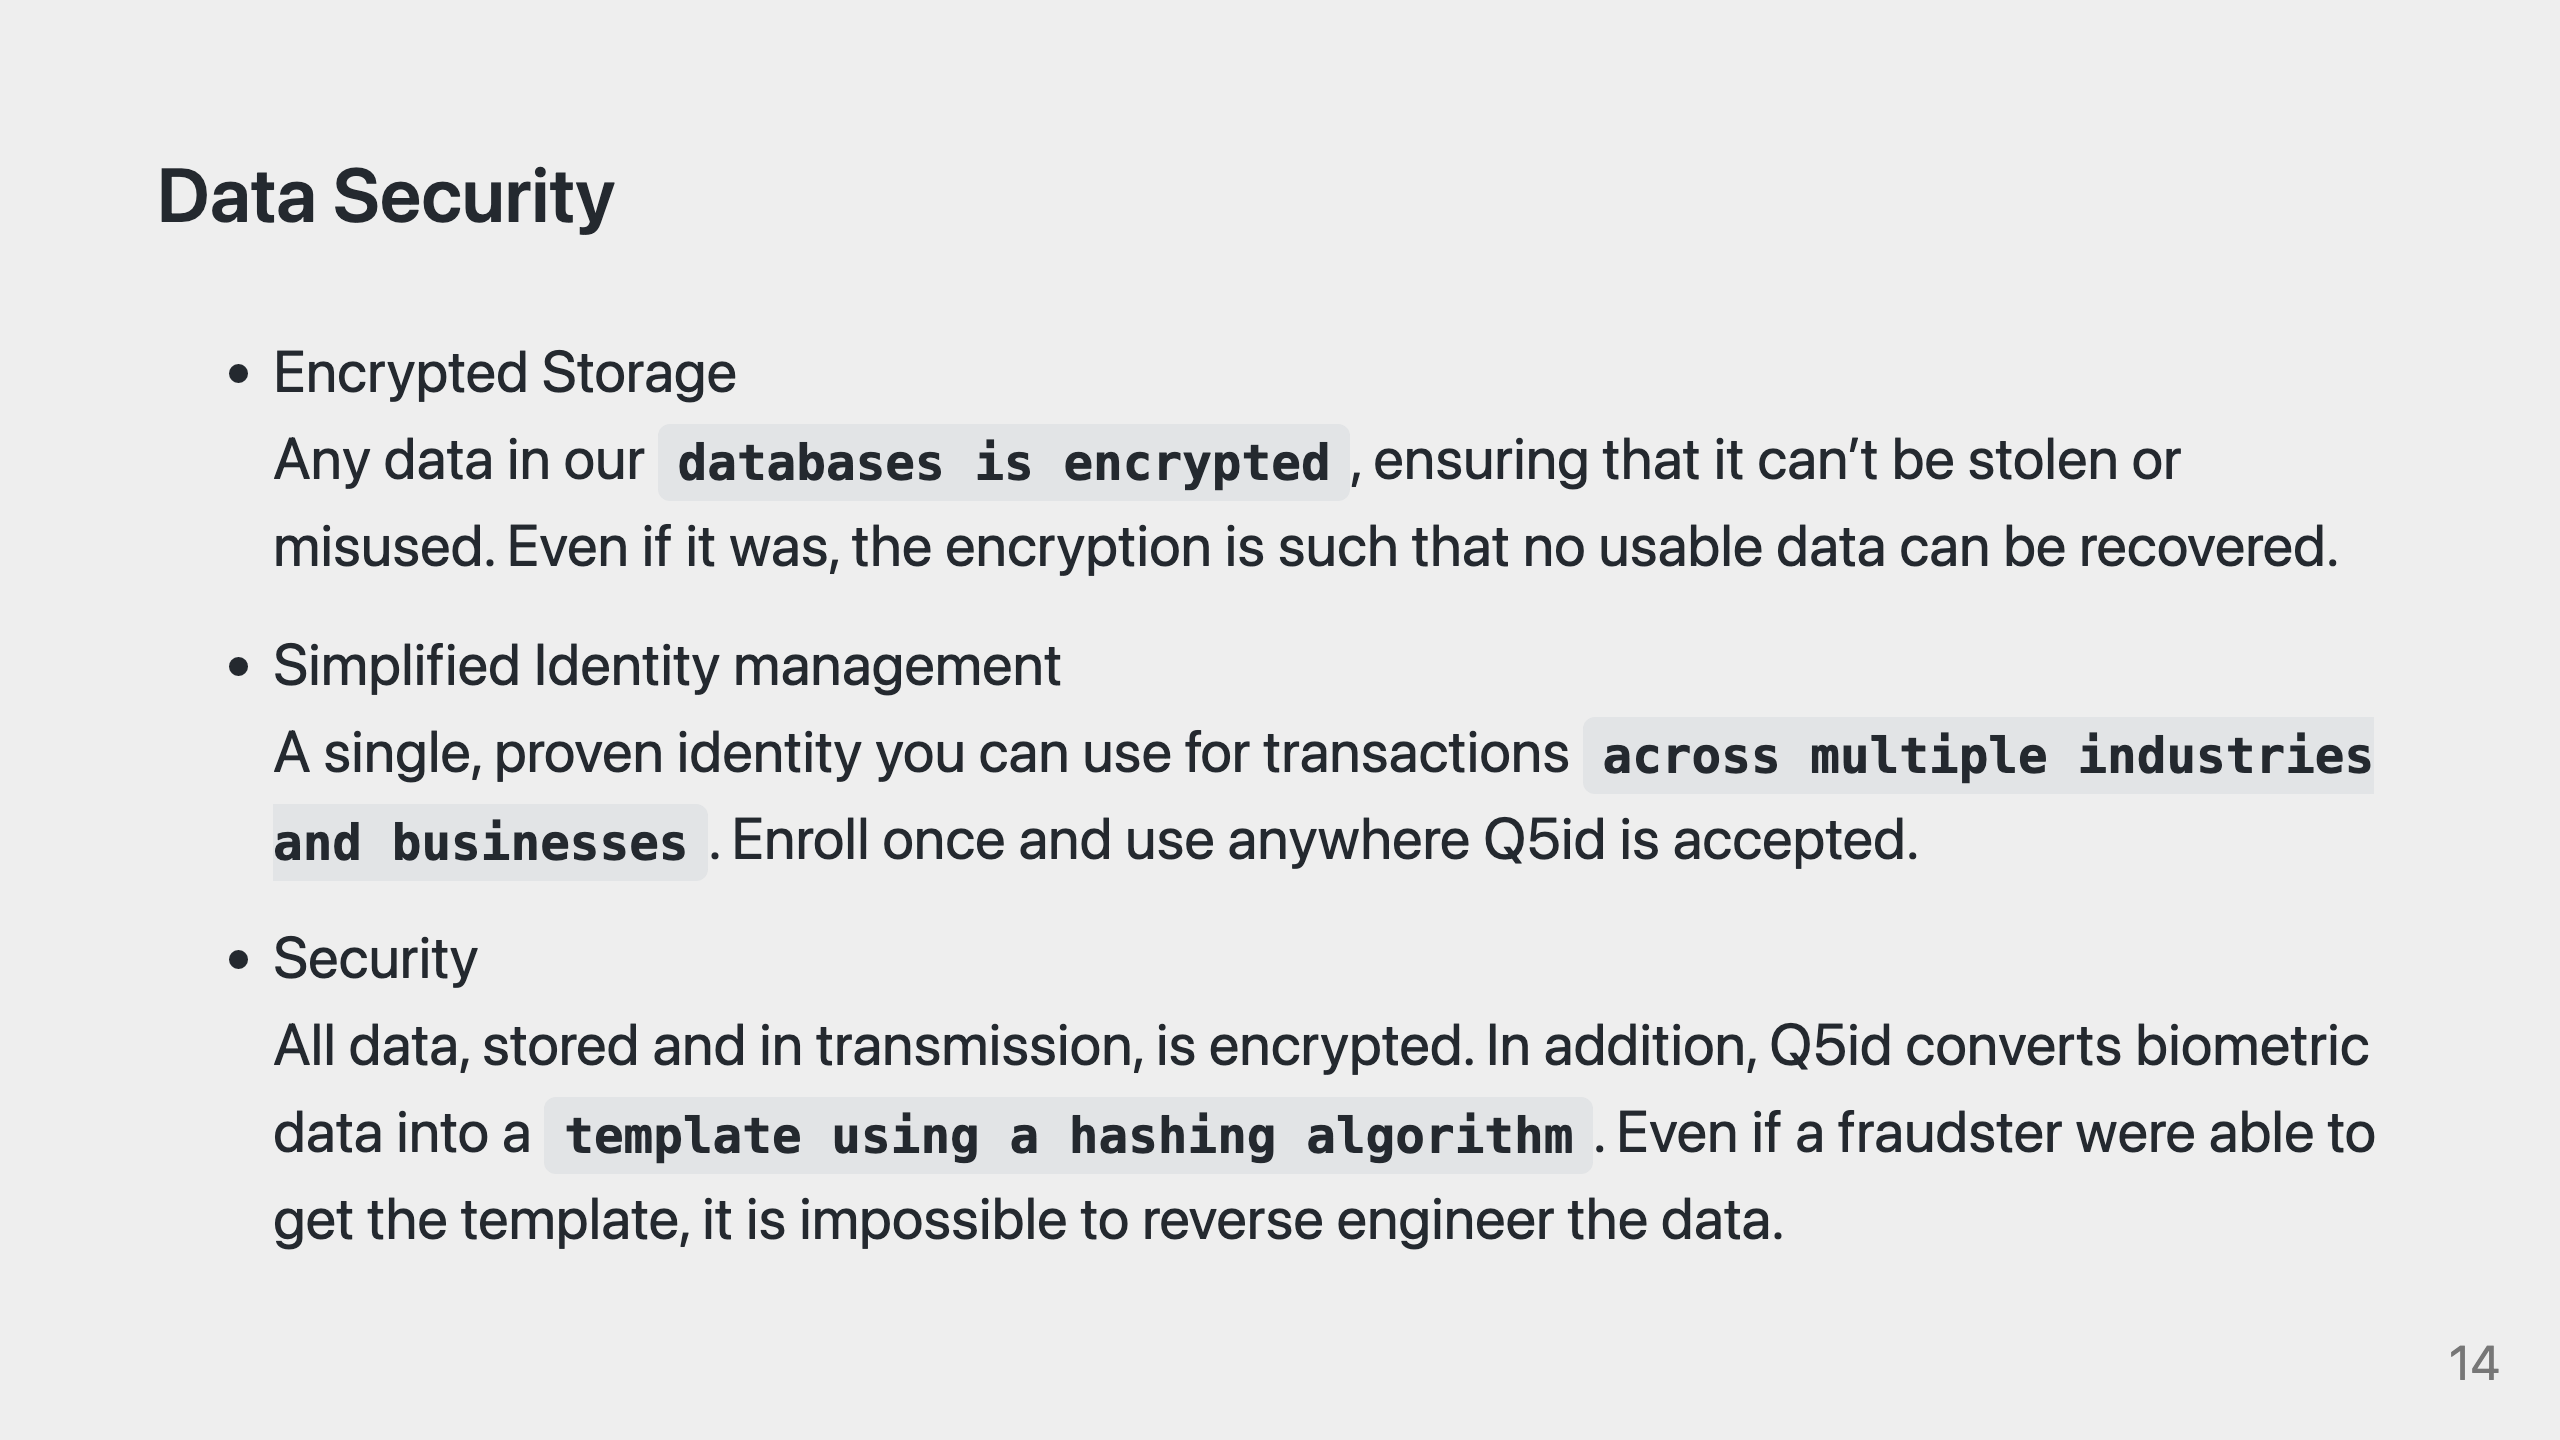 Data Security
• Encrypted Storage
Any data in our databases is encrypted, ensuring that it can’t be stolen or
misused. Even if it was, the encryption is such that no usable data can be recovered.
• Simplified Identity management
A single, proven identity you can use for transactions across multiple industries
and businesses. Enroll once and use anywhere Q5id is accepted.
• Security
All data, stored and in transmission, is encrypted. In addition, Q5id converts biometric
data into a template using a hashing algorithm. Even if a fraudster were able to
get the template, it is impossible to reverse engineer the data.
14